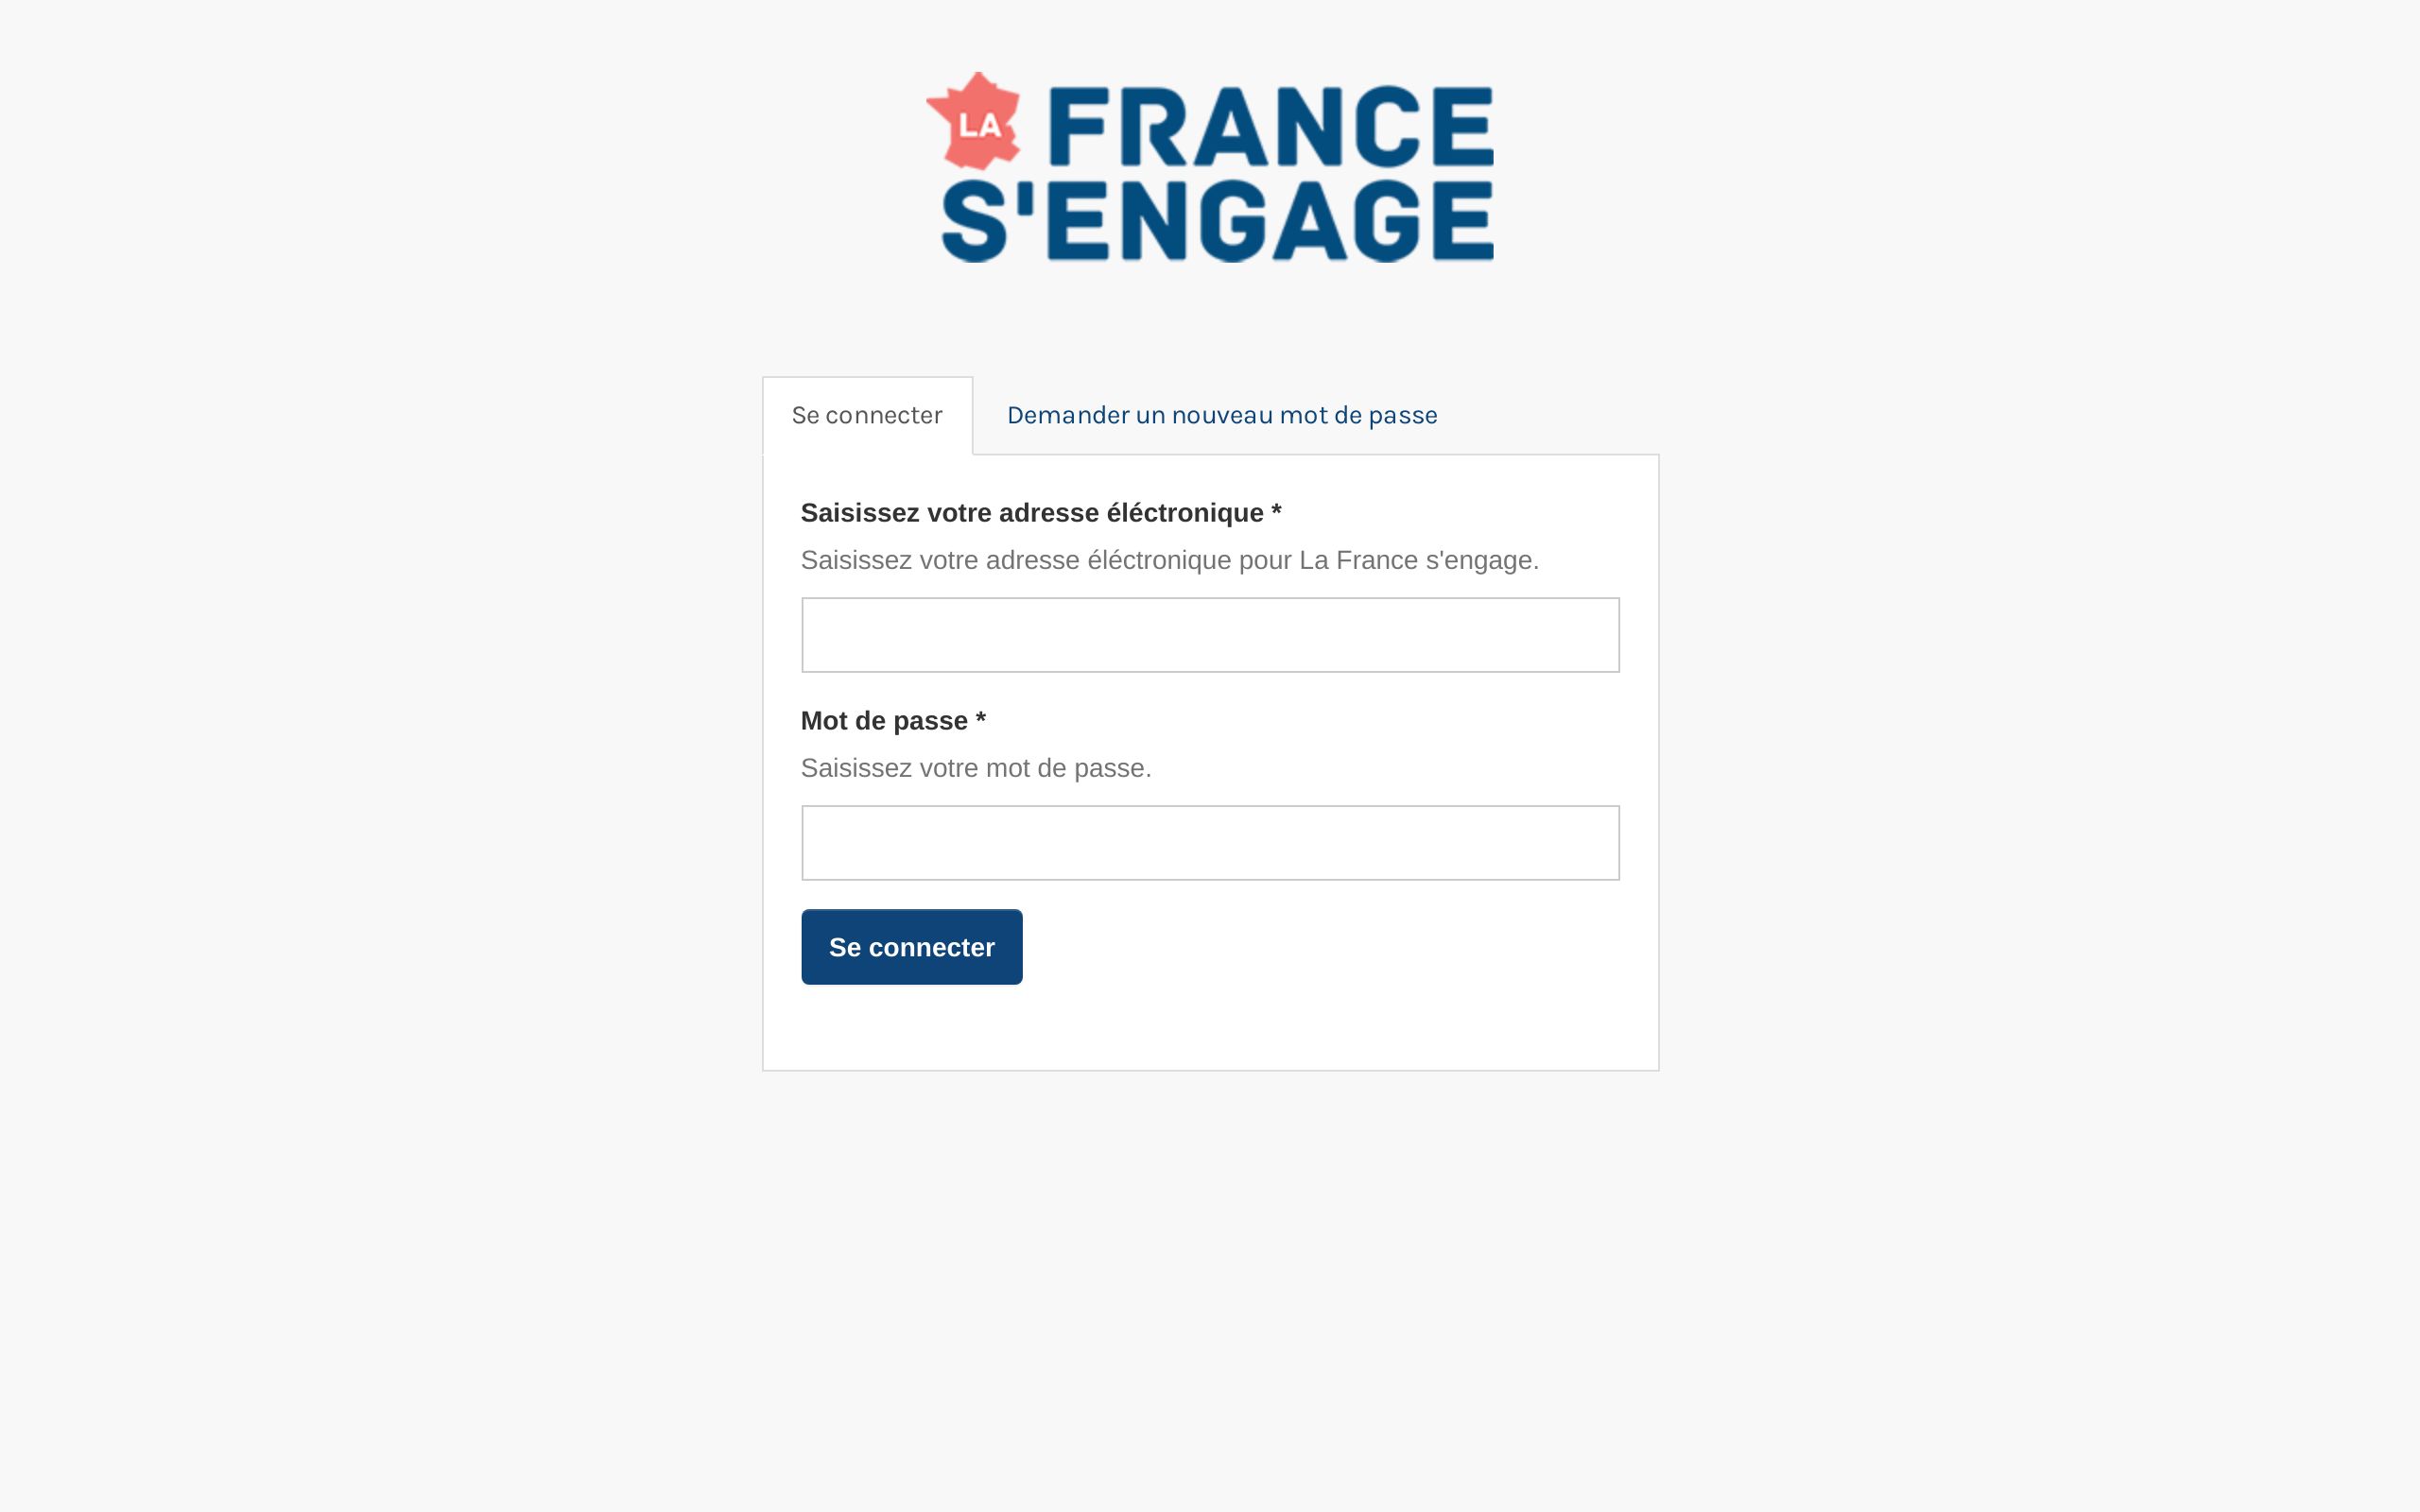 LA FRANCE
S'ENGAGE
Se connecter Demander un nouveau mot de passe
Saisissez votre adresse éléctronique *
Saisissez votre adresse éléctronique pour La France s'engage.
Mot de passe *
Saisissez votre mot de passe.
Se connecter